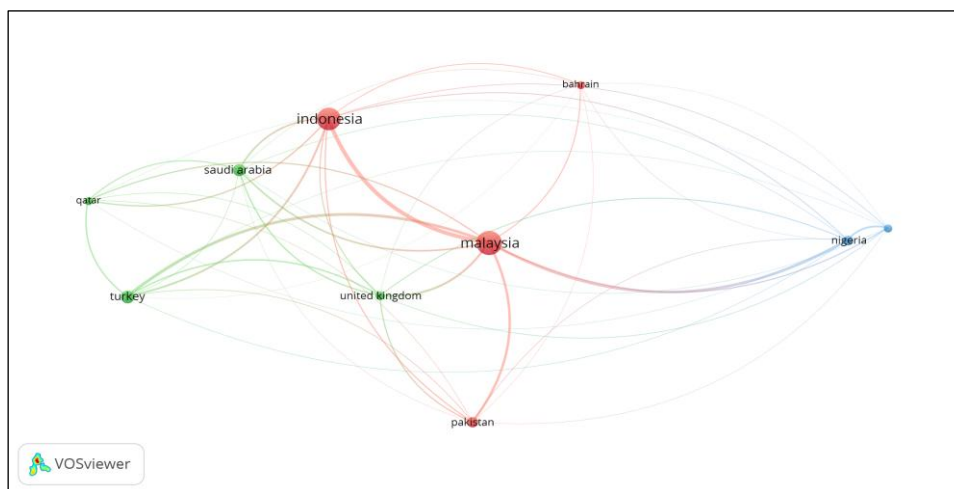 bahrain
indonesia
saudi arabia
qatar
nigeria
malaysia
turkey
united kingdom
pakistan
VOSviewer